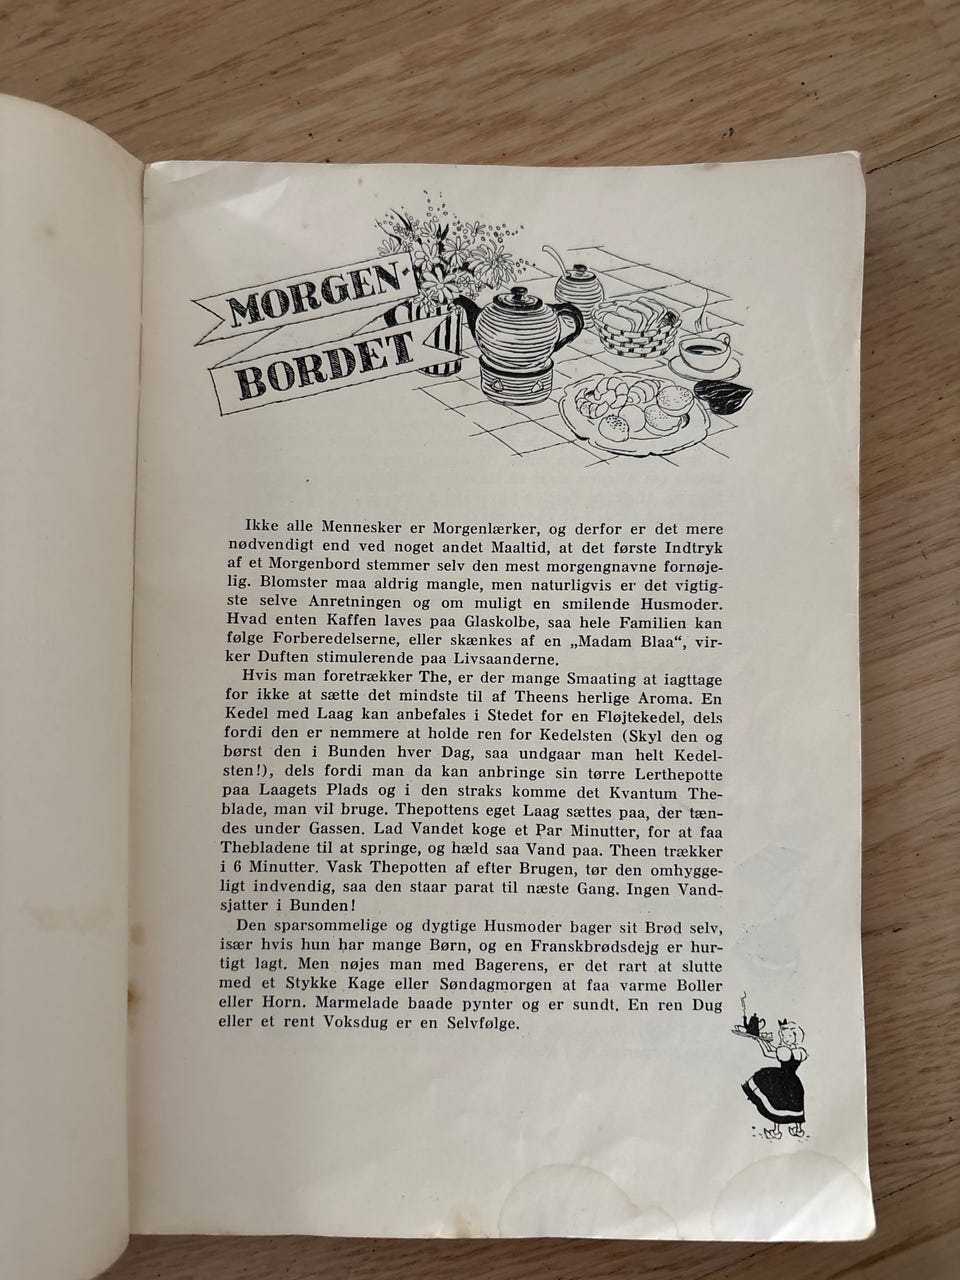 MORGEN-
BORDET
Ikke alle Mennesker er Morgenlærker, og derfor er det mere
nødvendigt end ved noget andet Maaltid, at det første Indtryk
af et Morgenbord stemmer selv den mest morgengnavne fornøje-
lig. Blomster maa aldrig mangle, men naturligvis er det vigtig-
ste selve Anretningen og om muligt en smilende Husmoder.
Hvad enten Kaffen laves paa Glaskolbe, saa hele Familien kan
følge Forberedelserne, eller skænkes af en „Madam Blaa“, vir-
ker Duften stimulerende paa Livsaanderne.
Hvis man foretrækker The, er der mange Smaating at iagttage
for ikke at sætte det mindste til af Theens herlige Aroma. En
Kedel med Laag kan anbefales i Stedet for en Fløjtekedel, dels
fordi den er nemmere at holde ren for Kedelsten (Skyl den og
børst den i Bunden hver Dag, saa undgaar man helt Kedel-
sten!), dels fordi man da kan anbringe sin tørre Lerthepotte
paa Laagets Plads og i den straks komme det Kvantum The-
blade, man vil bruge. Thepottens eget Laag sættes paa, der tæn-
des under Gassen. Lad Vandet koge et Par Minutter, for at faa
Thebladene til at springe, og hæld saa Vand paa. Theen trækker
i 6 Minutter. Vask Thepotten af efter Brugen, tør den omhygge-
ligt indvendig, saa den staar parat til næste Gang. Ingen Vand-
sjatter i Bunden!
Den sparsommelige og dygtige Husmoder bager sit Brød selv,
især hvis hun har mange Børn, og en Franskbrødsdejg er hur-
tigt lagt. Men nøjes man med Bagerens, er det rart at slutte
med et Stykke Kage eller Søndagmorgen at faa varme Boller
eller Horn. Marmelade baade pynter og er sundt. En ren Dug
eller et rent Voksdug er en Selvfølge.